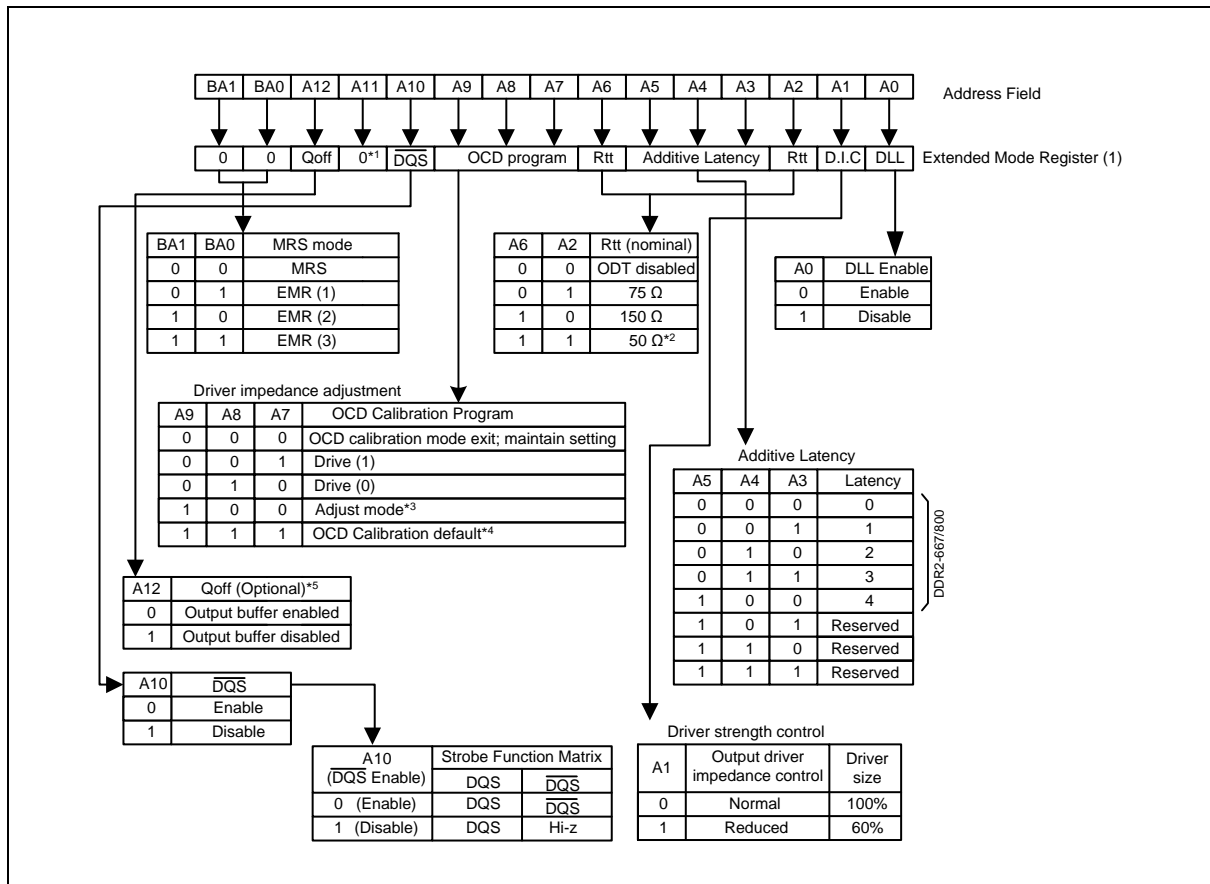 BA1 BA0 A12 A11 A10 A9 A8 A7 A6 A5 A4 A3 A2 A1 A0
Address Field
0 0 Qoff 0*1 D̅Q̅S̅ OCD program Rtt Additive Latency Rtt D.I.C DLL
Extended Mode Register (1)
BA1 BA0 MRS mode
0 0 MRS
0 1 EMR (1)
1 0 EMR (2)
1 1 EMR (3)
A6 A2 Rtt (nominal)
0 0 ODT disabled
0 1 75 Ω
1 0 150 Ω
1 1 50 Ω*2
A0 DLL Enable
0 Enable
1 Disable
Driver impedance adjustment
A9 A8 A7 OCD Calibration Program
0 0 0 OCD calibration mode exit; maintain setting
0 0 1 Drive (1)
0 1 0 Drive (0)
1 0 0 Adjust mode*3
1 1 1 OCD Calibration default*4
Additive Latency
A5 A4 A3 Latency
0 0 0 0
0 0 1 1
0 1 0 2
0 1 1 3
1 0 0 4
1 0 1 Reserved
1 1 0 Reserved
1 1 1 Reserved
DDR2-667/800
A12 Qoff (Optional)*5
0 Output buffer enabled
1 Output buffer disabled
A10 D̅Q̅S̅
0 Enable
1 Disable
A10 Strobe Function Matrix
(D̅Q̅S̅ Enable) DQS D̅Q̅S̅
0 (Enable) DQS D̅Q̅S̅
1 (Disable) DQS Hi-z
Driver strength control
A1 Output driver impedance control Driver size
0 Normal 100%
1 Reduced 60%